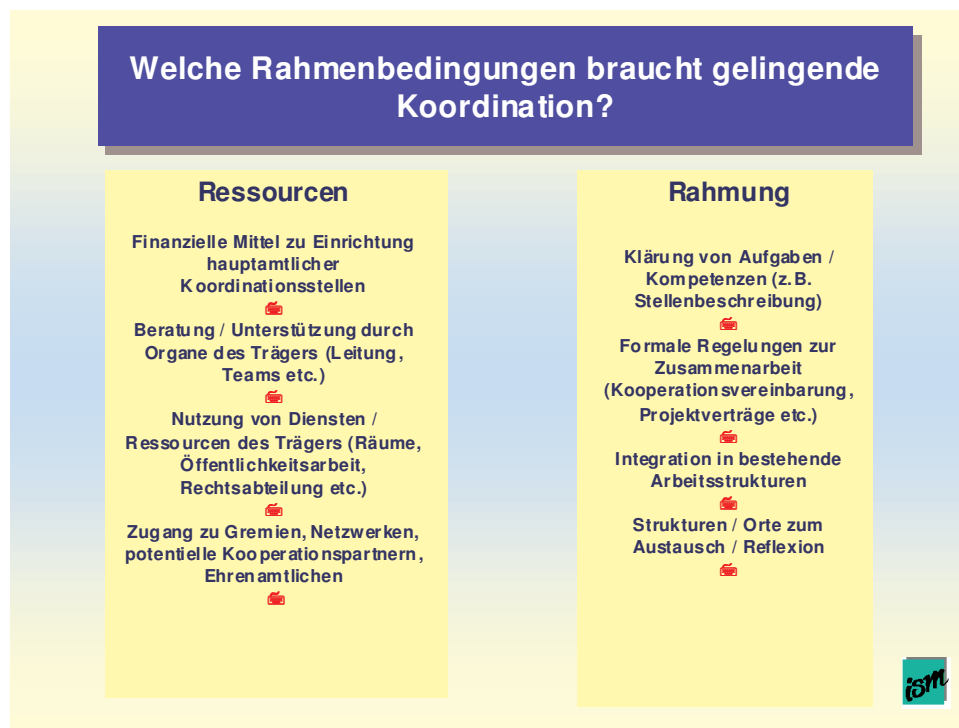 Welche Rahmenbedingungen braucht gelingende
Koordination?
Ressourcen
Finanzielle Mittel zu Einrichtung
hauptamtlicher
Koordinationsstellen
Beratung / Unterstützung durch
Organe des Trägers (Leitung,
Teams etc.)
Nutzung von Diensten /
Ressourcen des Trägers (Räume,
Öffentlichkeitsarbeit,
Rechtsabteilung etc.)
Zugang zu Gremien, Netzwerken,
potentielle Kooperationspartnern,
Ehrenamtlichen
Rahmung
Klärung von Aufgaben /
Kompetenzen (z.B.
Stellenbeschreibung)
Formale Regelungen zur
Zusammenarbeit
(Kooperationsvereinbarung,
Projektverträge etc.)
Integration in bestehende
Arbeitsstrukturen
Strukturen / Orte zum
Austausch / Reflexion
ism